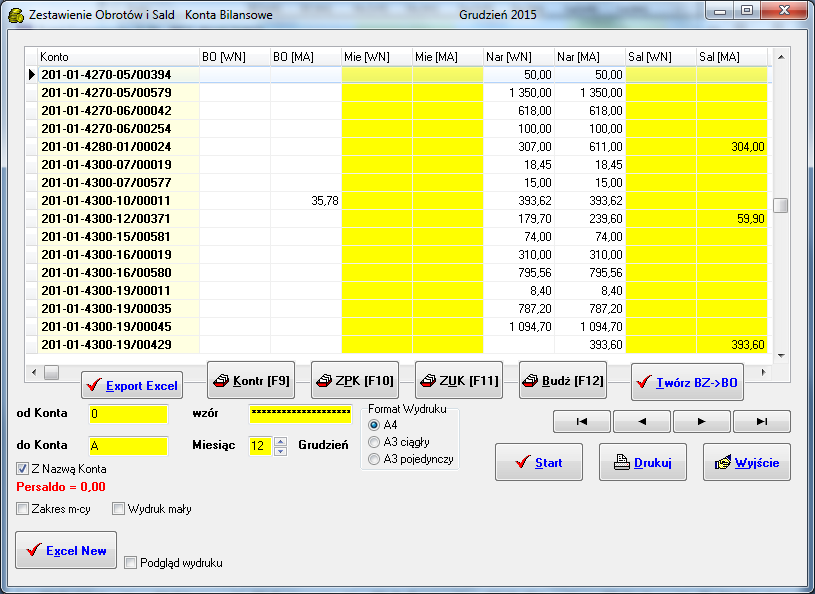 Zestawienie Obrotów i Sald Konta Bilansowe Grudzień 2015
Konto BO [WN] BO [MA] Mie [WN] Mie [MA] Nar [WN] Nar [MA] Sal [WN] Sal [MA]
201-01-4270-05/00394 50,00 50,00
201-01-4270-05/00579 1 350,00 1 350,00
201-01-4270-06/00042 618,00 618,00
201-01-4270-06/00254 100,00 100,00
201-01-4280-01/00024 307,00 611,00 304,00
201-01-4300-07/00019 18,45 18,45
201-01-4300-07/00577 15,00 15,00
201-01-4300-10/00011 35,78 393,62 393,62
201-01-4300-12/00371 179,70 239,60 59,90
201-01-4300-15/00581 74,00 74,00
201-01-4300-16/00019 310,00 310,00
201-01-4300-16/00580 795,56 795,56
201-01-4300-19/00011 8,40 8,40
201-01-4300-19/00035 787,20 787,20
201-01-4300-19/00045 1 094,70 1 094,70
201-01-4300-19/00429 393,60 393,60
Export Excel Kontr [F9] ZPK [F10] ZUK [F11] Budż [F12] Twórz BZ->BO
od Konta 0 wzór ******************* Format Wydruku
A4
do Konta A Miesiąc 12 Grudzień A3 ciągły
A3 pojedynczy
Z Nazwą Konta Start Drukuj Wyjście
Persaldo = 0,00
Zakres m-cy Wydruk mały
Excel New
Podgląd wydruku